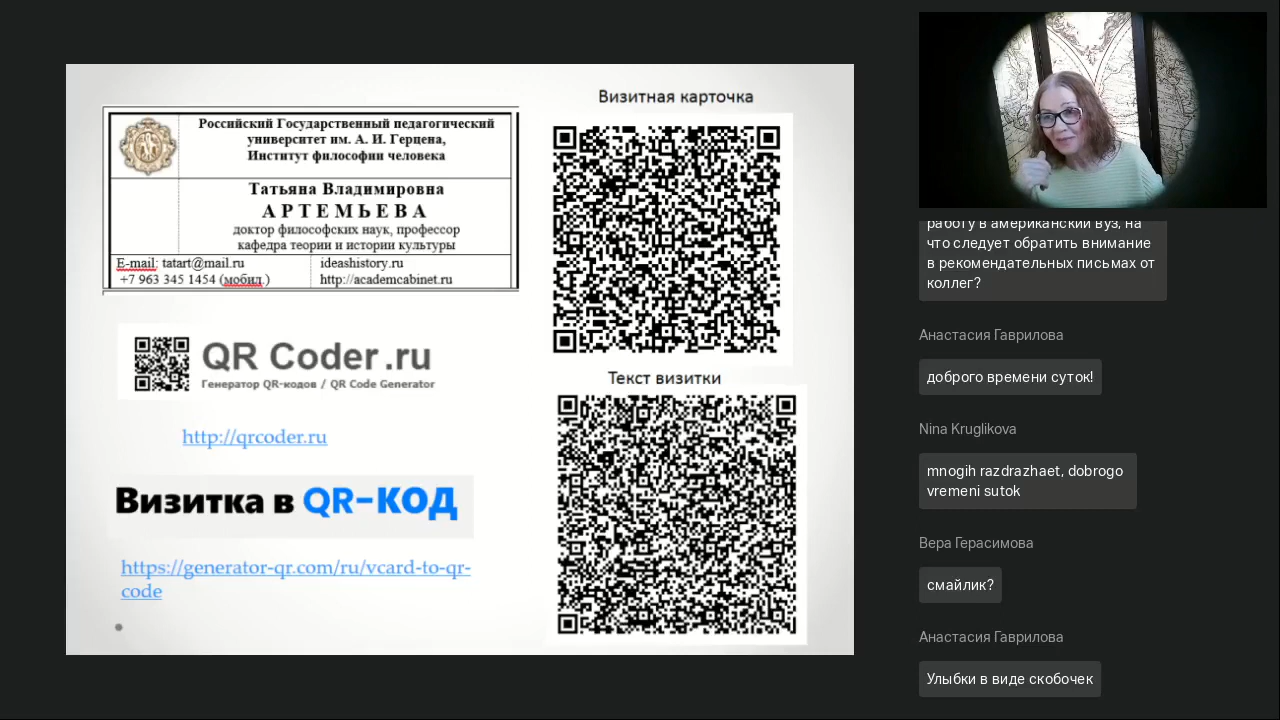 Российский Государственный педагогический
университет им. А. И. Герцена,
Институт философии человека
Татьяна Владимировна
АРТЕМЬЕВА
доктор философских наук, профессор
кафедра теории и истории культуры
E-mail: tatart@mail.ru
+7 963 345 1454 (мобил.)
ideashistory.ru
http://academcabinet.ru
QR Coder.ru
Генератор QR-кодов / QR Code Generator
http://qrcoder.ru
Визитка в QR-КОД
https://generator-qr.com/ru/vcard-to-qr-
code
Визитная карточка
Текст визитки
работу в американский вуз, на
что следует обратить внимание
в рекомендательных письмах от
коллег?
Анастасия Гаврилова
доброго времени суток!
Nina Kruglikova
mnogih razdrazhaet, dobrogo
vremeni sutok
Вера Герасимова
смайлик?
Анастасия Гаврилова
Улыбки в виде скобочек